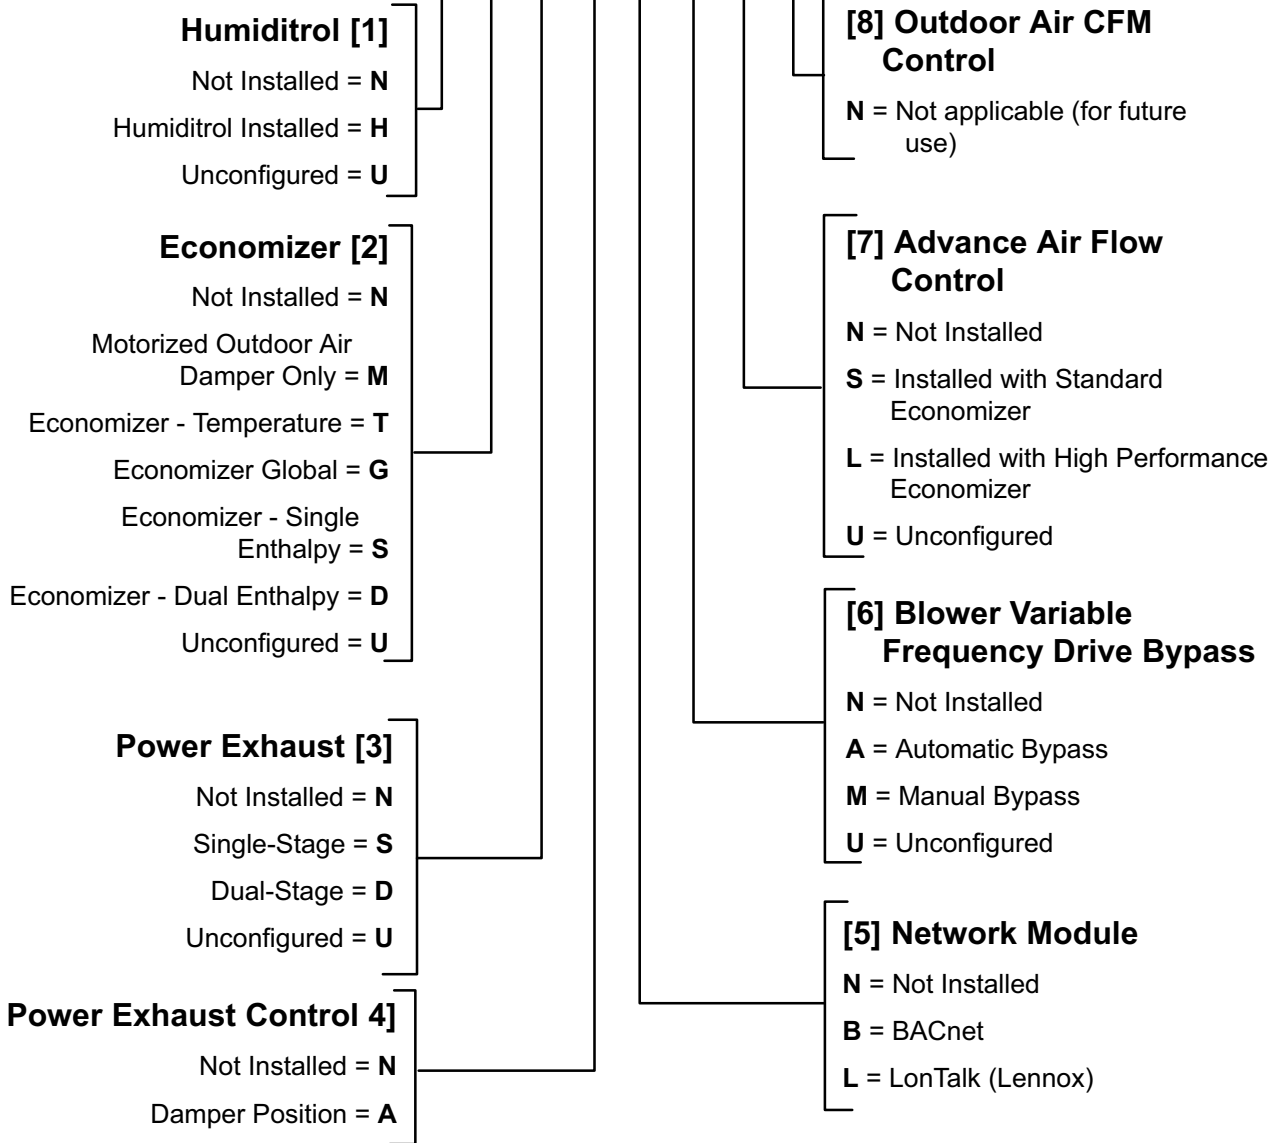 Humiditrol [1]
Not Installed = N
Humiditrol Installed = H
Unconfigured = U
Economizer [2]
Not Installed = N
Motorized Outdoor Air
Damper Only = M
Economizer - Temperature = T
Economizer Global = G
Economizer - Single
Enthalpy = S
Economizer - Dual Enthalpy = D
Unconfigured = U
Power Exhaust [3]
Not Installed = N
Single-Stage = S
Dual-Stage = D
Unconfigured = U
Power Exhaust Control 4]
Not Installed = N
Damper Position = A
[8] Outdoor Air CFM
Control
N = Not applicable (for future
use)
[7] Advance Air Flow
Control
N = Not Installed
S = Installed with Standard
Economizer
L = Installed with High Performance
Economizer
U = Unconfigured
[6] Blower Variable
Frequency Drive Bypass
N = Not Installed
A = Automatic Bypass
M = Manual Bypass
U = Unconfigured
[5] Network Module
N = Not Installed
B = BACnet
L = LonTalk (Lennox)